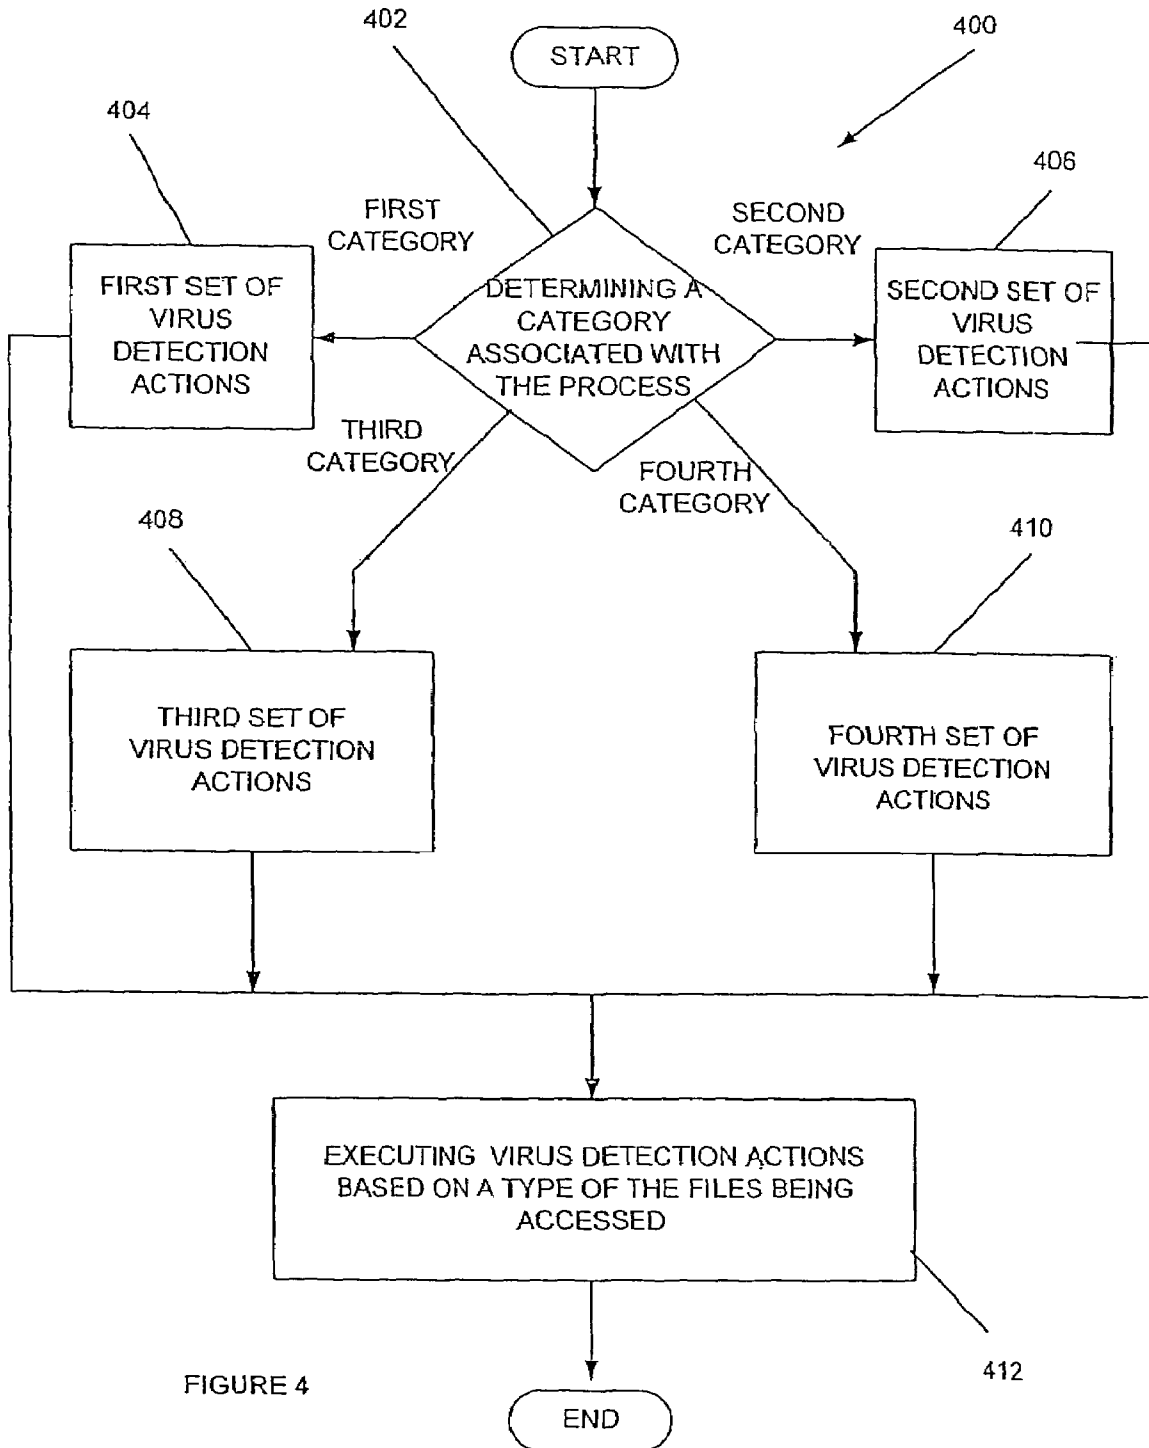 402
START
400
404
406
FIRST
CATEGORY
SECOND
CATEGORY
FIRST SET OF
VIRUS
DETECTION
ACTIONS
DETERMINING A
CATEGORY
ASSOCIATED WITH
THE PROCESS
SECOND SET OF
VIRUS
DETECTION
ACTIONS
THIRD
CATEGORY
FOURTH
CATEGORY
408
410
THIRD SET OF
VIRUS DETECTION
ACTIONS
FOURTH SET OF
VIRUS DETECTION
ACTIONS
EXECUTING VIRUS DETECTION ACTIONS
BASED ON A TYPE OF THE FILES BEING
ACCESSED
412
FIGURE 4
END